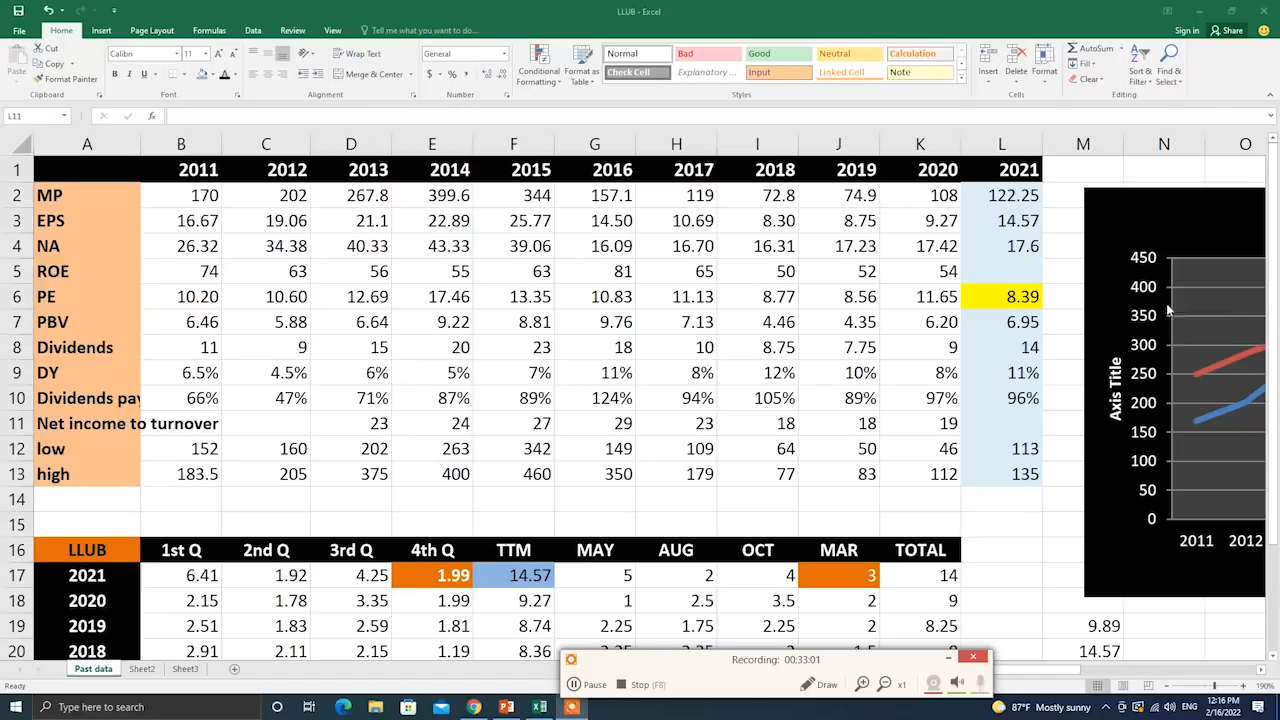 LLUB - Excel
File Home Insert Page Layout Formulas Data Review View Tell me what you want to do... Sign in Share
Paste Cut Calibri 11 Wrap Text General Conditional Format as Normal Bad Good Neutral Calculation Insert Delete Format AutoSum Sort & Find &
Copy Merge & Center Formatting Table Check Cell Explanatory ... Input Linked Cell Note Fill Filter Select
Format Painter Clear
Clipboard Font Alignment Number Styles Cells Editing
L11
A B C D E F G H I J K L M N O
1 2011 2012 2013 2014 2015 2016 2017 2018 2019 2020 2021
2 MP 170 202 267.8 399.6 344 157.1 119 72.8 74.9 108 122.25
3 EPS 16.67 19.06 21.1 22.89 25.77 14.50 10.69 8.30 8.75 9.27 14.57
4 NA 26.32 34.38 40.33 43.33 39.06 16.09 16.70 16.31 17.23 17.42 17.6
5 ROE 74 63 56 55 63 81 65 50 52 54
6 PE 10.20 10.60 12.69 17.46 13.35 10.83 11.13 8.77 8.56 11.65 8.39
7 PBV 6.46 5.88 6.64 9.22 8.81 9.76 7.13 4.46 4.35 6.20 6.95
8 Dividends 11 9 15 20 23 18 10 8.75 7.75 9 14
9 DY 6.5% 4.5% 6% 5% 7% 11% 8% 12% 10% 8% 11%
10 Dividends pay 66% 47% 71% 87% 89% 124% 94% 105% 89% 97% 96%
11 Net income to turnover 23 24 27 29 23 18 18 19
12 low 152 160 202 263 342 149 109 64 50 46 113
13 high 183.5 205 375 400 460 350 179 77 83 112 135
14
15
16 LLUB 1st Q 2nd Q 3rd Q 4th Q TTM MAY AUG OCT MAR TOTAL
17 2021 6.41 1.92 4.25 1.99 14.57 5 2 4 3 14
18 2020 2.15 1.78 3.35 1.99 9.27 1 2.5 3.5 2 9
19 2019 2.51 1.83 2.59 1.81 8.74 2.25 1.75 2.25 2 8.25 9.89
20 2018 2.91 2.11 2.15 1.19 8.36 14.57
450
400
350
300
250
200
150
100
50
0
Axis Title
2011 2012
Recording: 00:33:01
Pause Stop (F8) Draw x1
Past data Sheet2 Sheet3
Ready 190%
Type here to search
87°F Mostly sunny
12:16 PM
2/16/2022